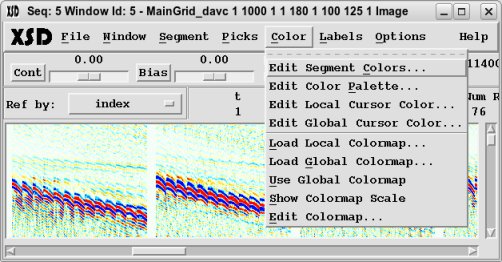 Seq: 5 Window Id: 5 - MainGrid_davc 1 1000 1 1 180 1 100 125 1 Image
XSD File Window Segment Picks Color Labels Options Help
0.00 0.00 11400
Cont Bias
Ref by: index t Num R
1 76
Edit Segment Colors...
Edit Color Palette...
Edit Local Cursor Color...
Edit Global Cursor Color...
Load Local Colormap...
Load Global Colormap...
Use Global Colormap
Show Colormap Scale
Edit Colormap...